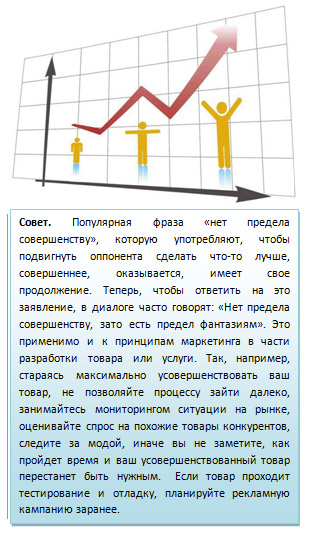 Совет. Популярная фраза «нет предела
совершенству», которую употребляют, чтобы
подвигнуть оппонента сделать что-то лучше,
совершеннее, оказывается, имеет свое
продолжение. Теперь, чтобы ответить на это
заявление, в диалоге часто говорят: «Нет предела
совершенству, зато есть предел фантазиям». Это
применимо и к принципам маркетинга в части
разработки товара или услуги. Так, например,
стараясь максимально усовершенствовать ваш
товар, не позволяйте процессу зайти далеко,
занимайтесь мониторингом ситуации на рынке,
оценивайте спрос на похожие товары конкурентов,
следите за модой, иначе вы не заметите, как
пройдет время и ваш усовершенствованный товар
перестанет быть нужным. Если товар проходит
тестирование и отладку, планируйте рекламную
кампанию заранее.